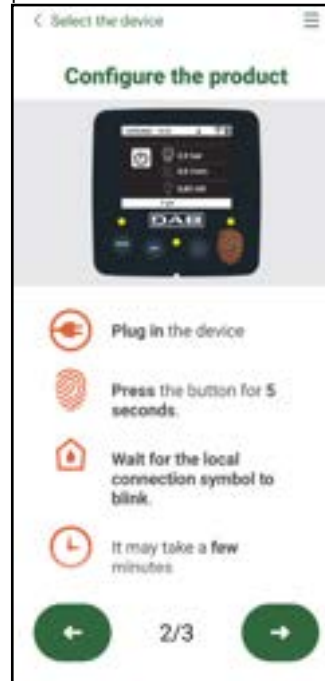 < Select the device
Configure the product
DAB
Plug in the device
Press the button for 5
seconds.
Wait for the local
connection symbol to
blink.
It may take a few
minutes
2/3